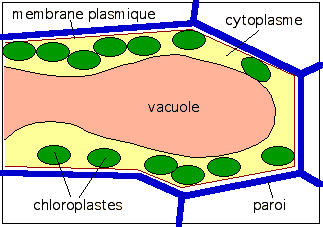 membrane plasmique
cytoplasme
vacuole
chloroplastes
paroi